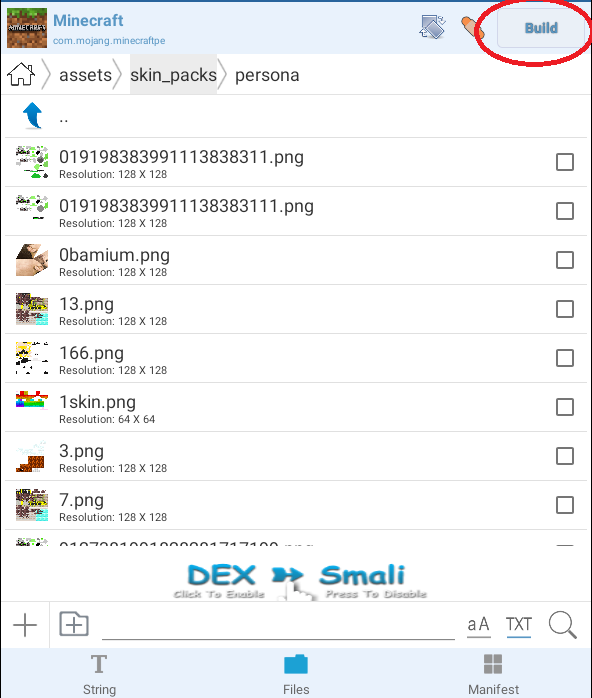 Minecraft
com.mojang.minecraftpe
Build
assets
skin_packs
persona
..
019198383991113838311.png
Resolution: 128 X 128
0191983839911138383111.png
Resolution: 128 X 128
0bamium.png
Resolution: 128 X 128
13.png
Resolution: 128 X 128
166.png
Resolution: 128 X 128
1skin.png
Resolution: 64 X 64
3.png
Resolution: 128 X 128
7.png
Resolution: 128 X 128
DEX Smali
Click To Enable Press To Disable
aA TXT
String Files Manifest